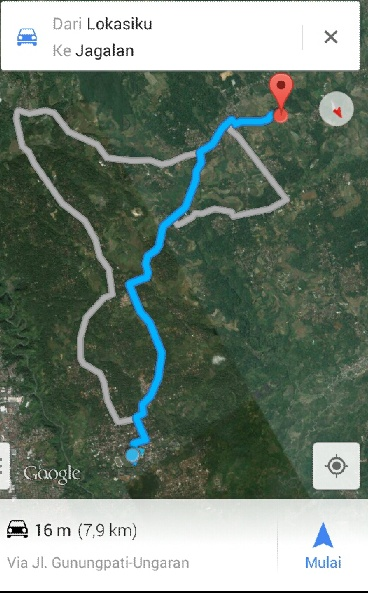 Dari Lokasiku
Ke Jagalan
Google
16 m (7,9 km)
Via Jl. Gunungpati-Ungaran
Mulai